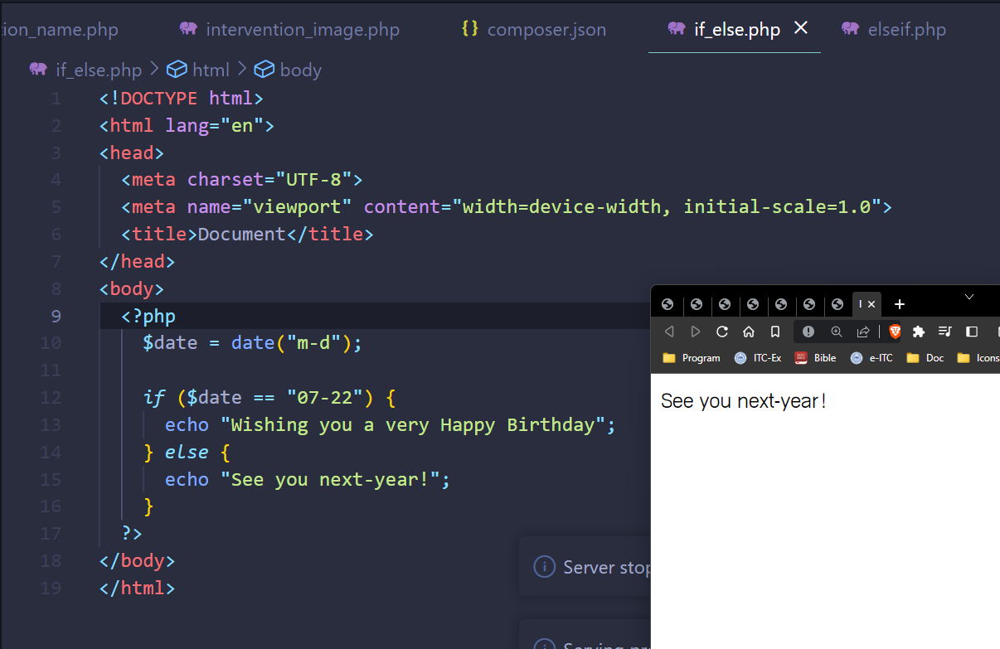 tion_name.php intervention_image.php {} composer.json if_else.php elseif.php
if_else.php > html > body
1 <!DOCTYPE html>
2 <html lang="en">
3 <head>
4 <meta charset="UTF-8">
5 <meta name="viewport" content="width=device-width, initial-scale=1.0">
6 <title>Document</title>
7 </head>
8 <body>
9 <?php
10 $date = date("m-d");
11
12 if ($date == "07-22") {
13 echo "Wishing you a very Happy Birthday";
14 } else {
15 echo "See you next-year!";
16 }
17 ?>
18 </body>
19 </html>
Program ITC-Ex Bible e-ITC Doc Icons
See you next-year!
Server stop